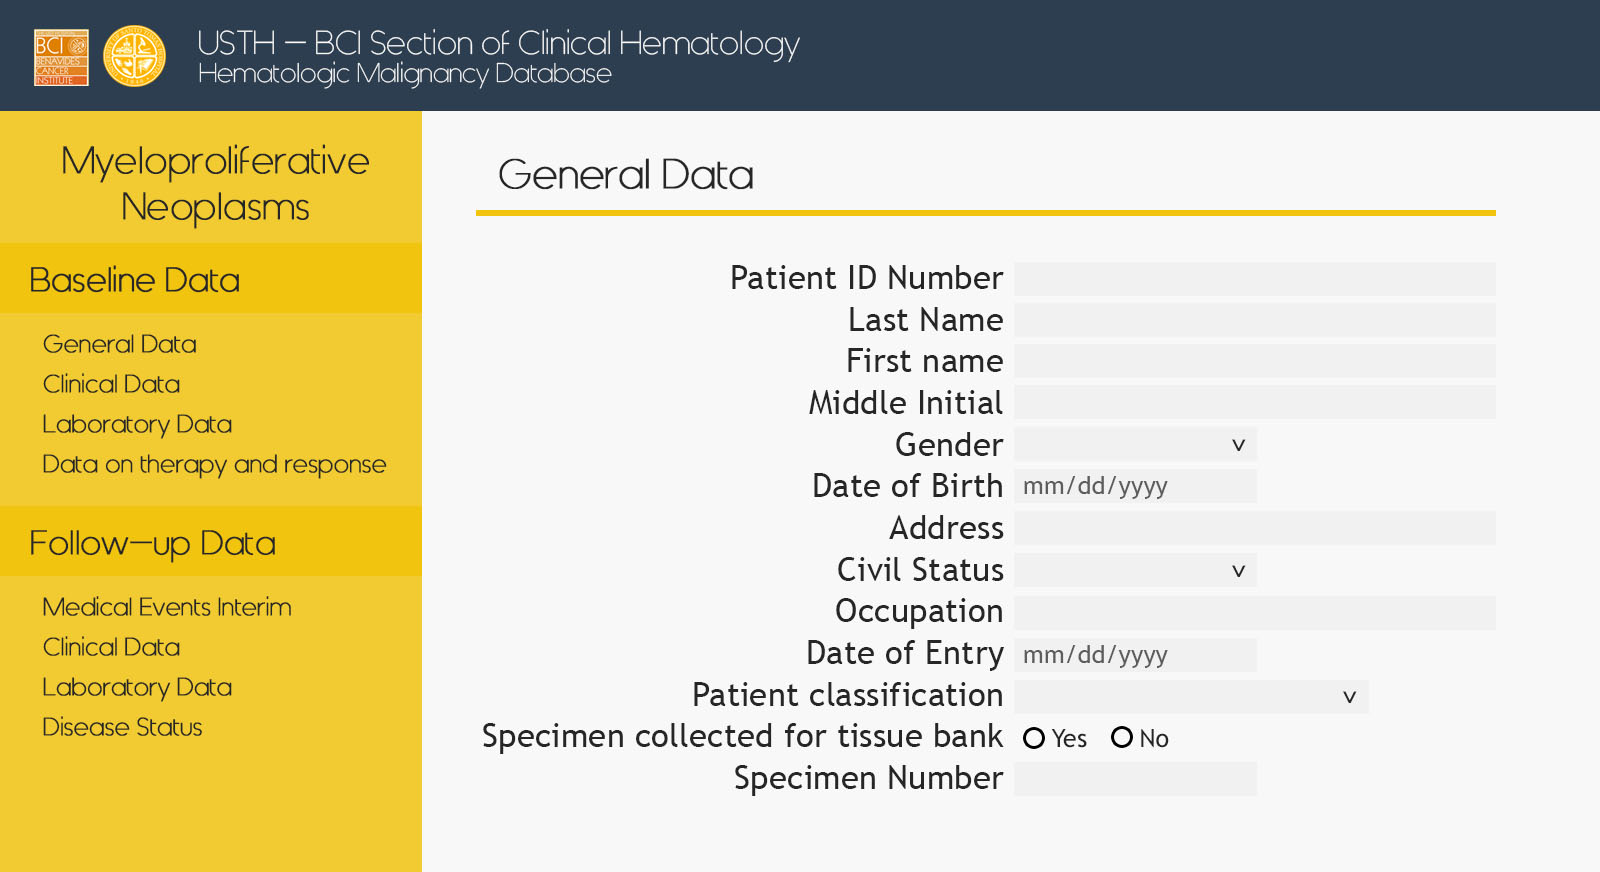 BCI
BENAVIDES
CANCER
INSTITUTE
USTH – BCI Section of Clinical Hematology
Hematologic Malignancy Database
Myeloproliferative
Neoplasms
Baseline Data
General Data
Clinical Data
Laboratory Data
Data on therapy and response
Follow-up Data
Medical Events Interim
Clinical Data
Laboratory Data
Disease Status
General Data
Patient ID Number
Last Name
First name
Middle Initial
Gender v
Date of Birth mm/dd/yyyy
Address
Civil Status v
Occupation
Date of Entry mm/dd/yyyy
Patient classification v
Specimen collected for tissue bank Yes No
Specimen Number